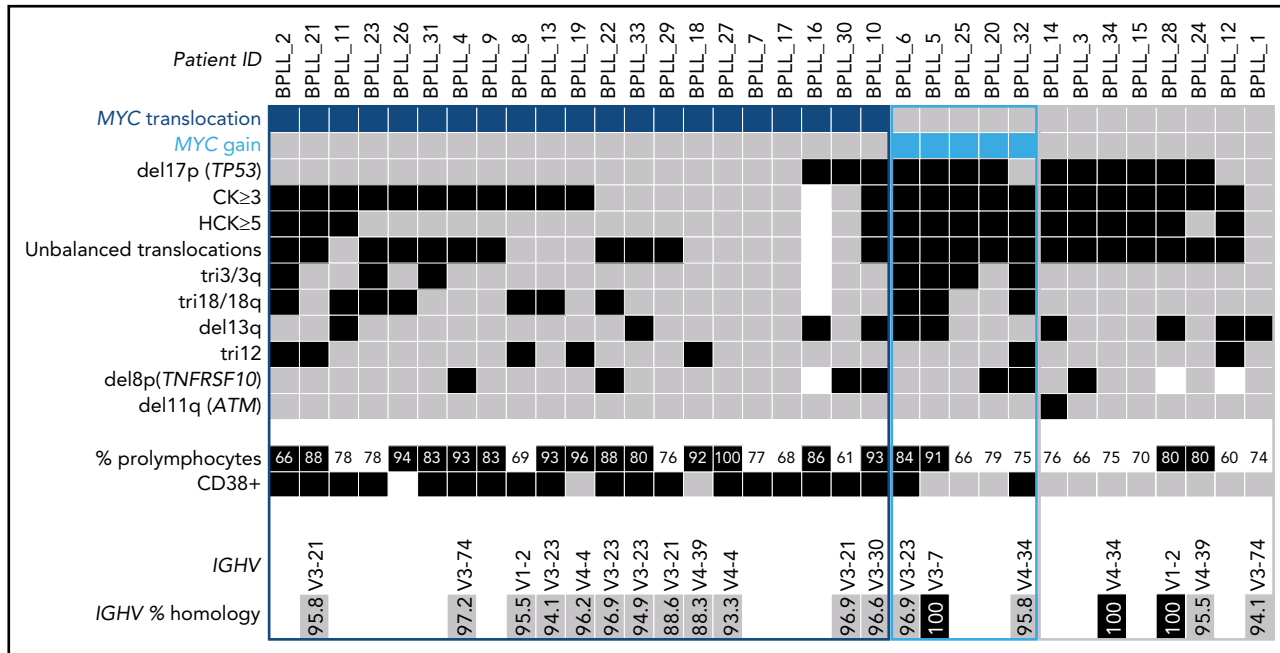 Patient ID BPLL_2 BPLL_21 BPLL_11 BPLL_23 BPLL_26 BPLL_31 BPLL_4 BPLL_9 BPLL_8 BPLL_13 BPLL_19 BPLL_22 BPLL_33 BPLL_29 BPLL_18 BPLL_27 BPLL_7 BPLL_17 BPLL_16 BPLL_30 BPLL_10 BPLL_6 BPLL_5 BPLL_25 BPLL_20 BPLL_32 BPLL_14 BPLL_3 BPLL_34 BPLL_15 BPLL_28 BPLL_24 BPLL_12 BPLL_1
MYC translocation
MYC gain
del17p (TP53)
CK≥3
HCK≥5
Unbalanced translocations
tri3/3q
tri18/18q
del13q
tri12
del8p(TNFRSF10)
del11q (ATM)
% prolymphocytes 66 88 78 78 94 83 93 83 69 93 96 88 80 76 92 100 77 68 86 61 93 84 91 66 79 75 76 66 75 70 80 80 60 74
CD38+
IGHV V3-21 V3-74 V1-2 V3-23 V4-4 V3-23 V3-23 V3-21 V4-39 V4-4 V3-21 V3-30 V3-23 V3-7 V4-34 V4-34 V1-2 V4-39 V3-74
IGHV % homology 95.8 97.2 95.5 94.1 96.2 96.9 94.9 88.6 88.3 93.3 96.9 96.6 96.9 100 95.8 100 100 95.5 94.1